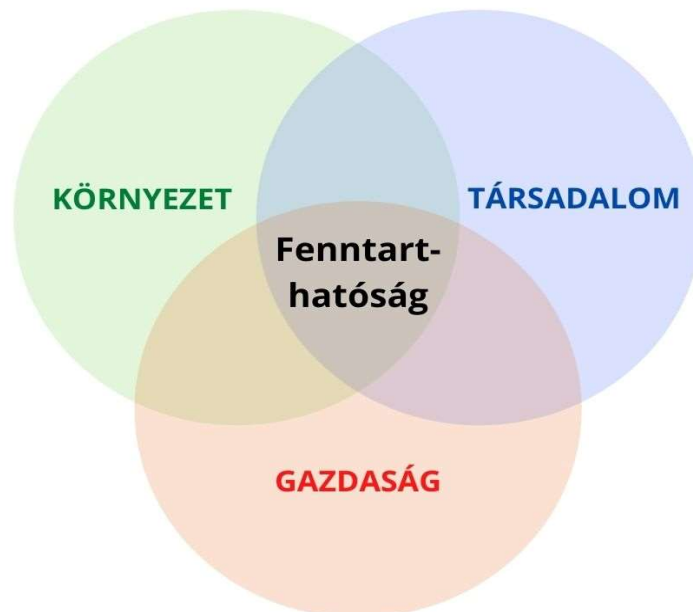 KÖRNYEZET
TÁRSADALOM
Fenntart-
hatóság
GAZDASÁG